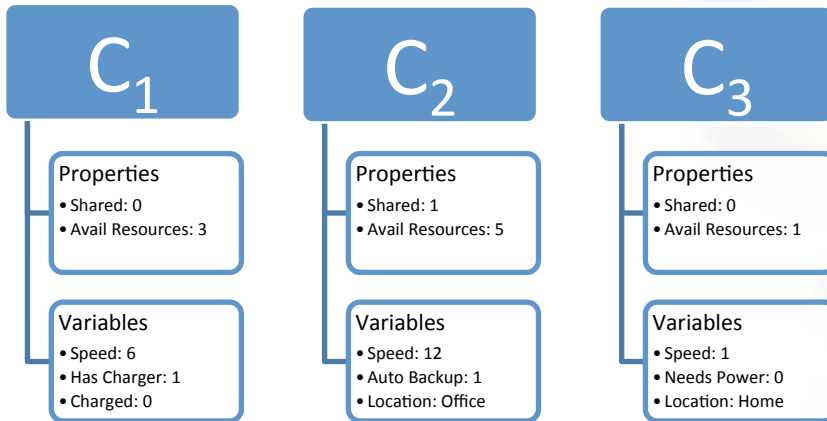 C1
Properties
• Shared: 0
• Avail Resources: 3
Variables
• Speed: 6
• Has Charger: 1
• Charged: 0
C2
Properties
• Shared: 1
• Avail Resources: 5
Variables
• Speed: 12
• Auto Backup: 1
• Location: Office
C3
Properties
• Shared: 0
• Avail Resources: 1
Variables
• Speed: 1
• Needs Power: 0
• Location: Home